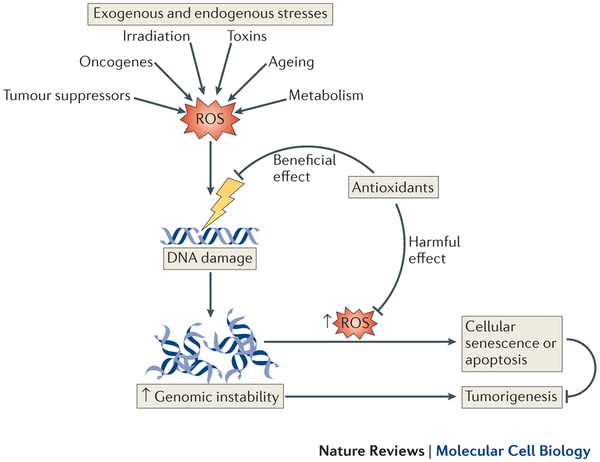 Exogenous and endogenous stresses
Irradiation
Toxins
Oncogenes
Ageing
Tumour suppressors
Metabolism
ROS
Beneficial
effect
Antioxidants
DNA damage
Harmful
effect
↑ ROS
Cellular
senescence or
apoptosis
↑ Genomic instability
Tumorigenesis
Nature Reviews | Molecular Cell Biology